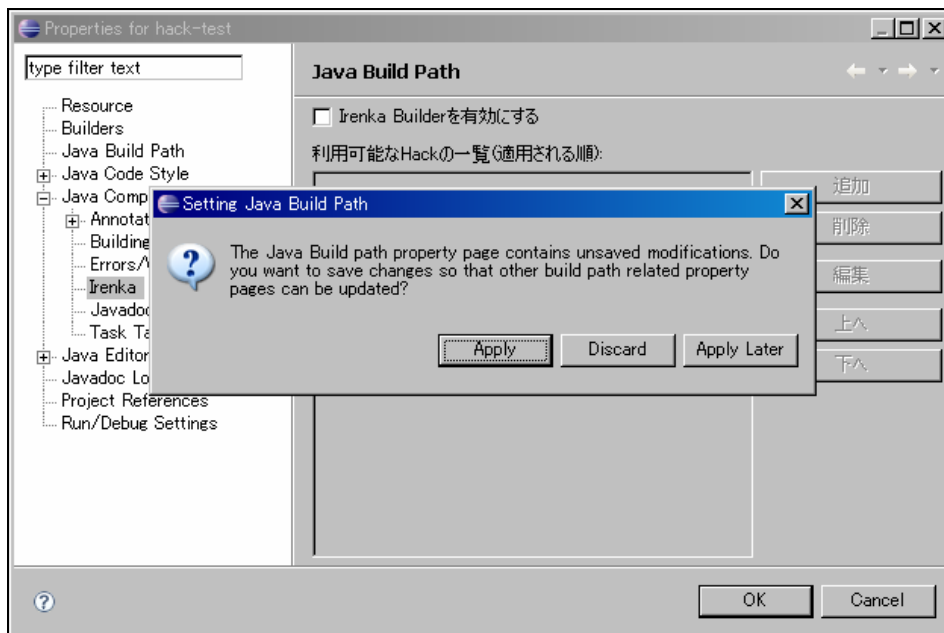 Properties for hack-test
type filter text
Resource
Builders
Java Build Path
Java Code Style
Java Comp
Annotat
Building
Errors/
Irenka
Javadoc
Task Ta
Java Editor
Javadoc Lo
Project References
Run/Debug Settings
Java Build Path
Irenka Builderを有効にする
利用可能なHackの一覧(適用される順):
追加
削除
編集
上へ
下へ
Setting Java Build Path
The Java Build path property page contains unsaved modifications. Do
you want to save changes so that other build path related property
pages can be updated?
Apply
Discard
Apply Later
OK
Cancel